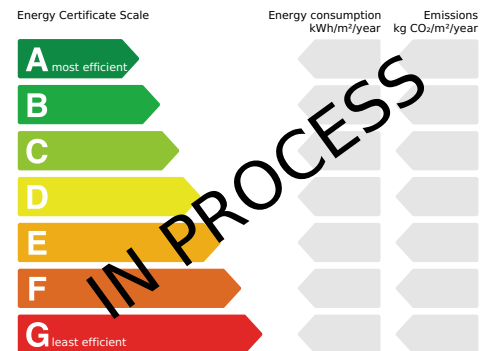 Energy Certificate Scale
Energy consumption
kWh/m²/year
Emissions
kg CO₂/m²/year
A most efficient
B
C
D
E
F
G least efficient
IN PROCESS